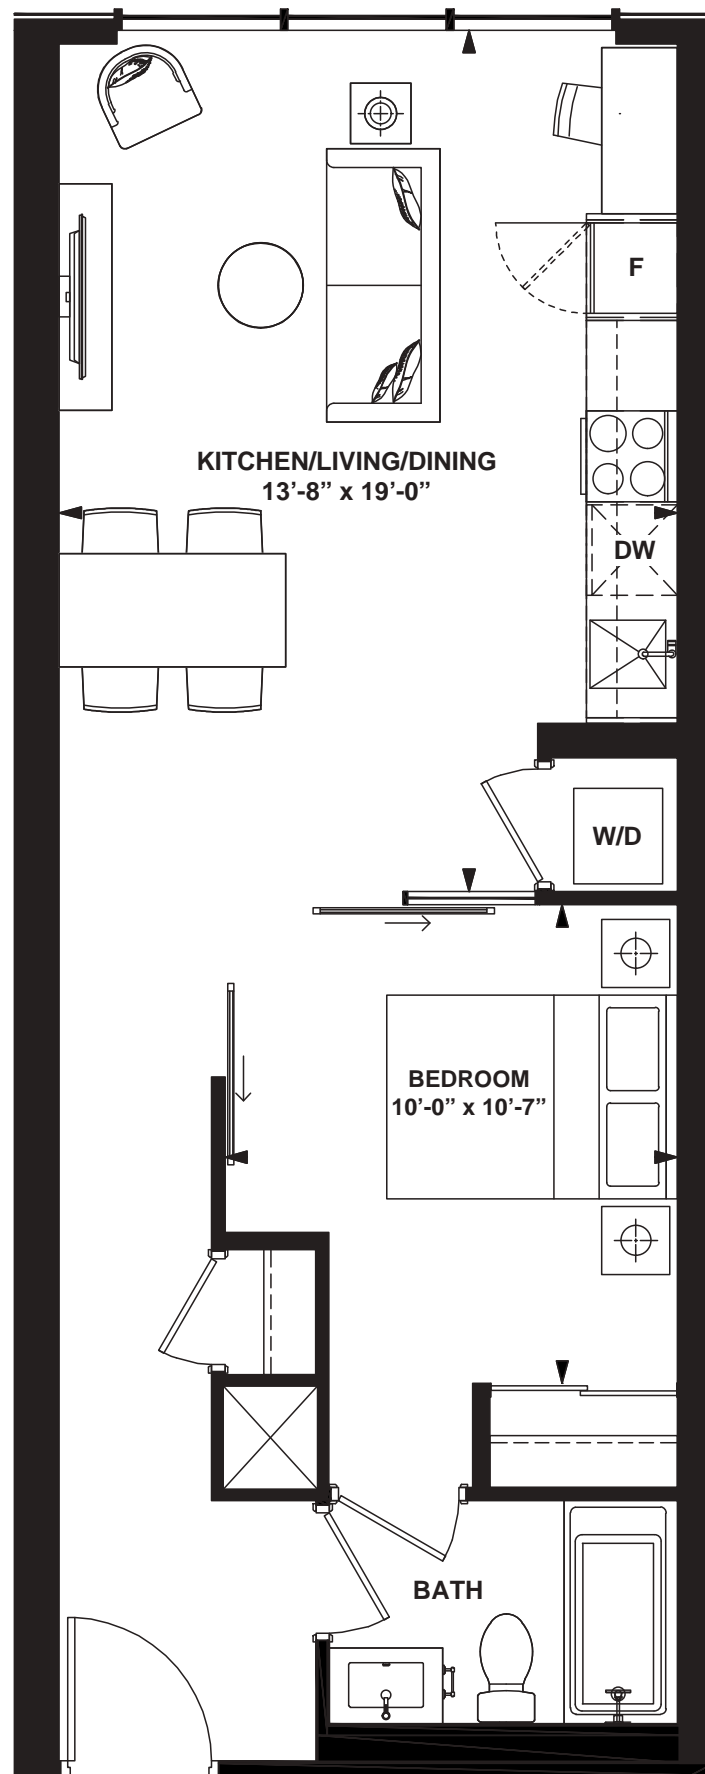 F
KITCHEN/LIVING/DINING
13’-8” x 19’-0”
DW
W/D
BEDROOM
10’-0” x 10’-7”
BATH